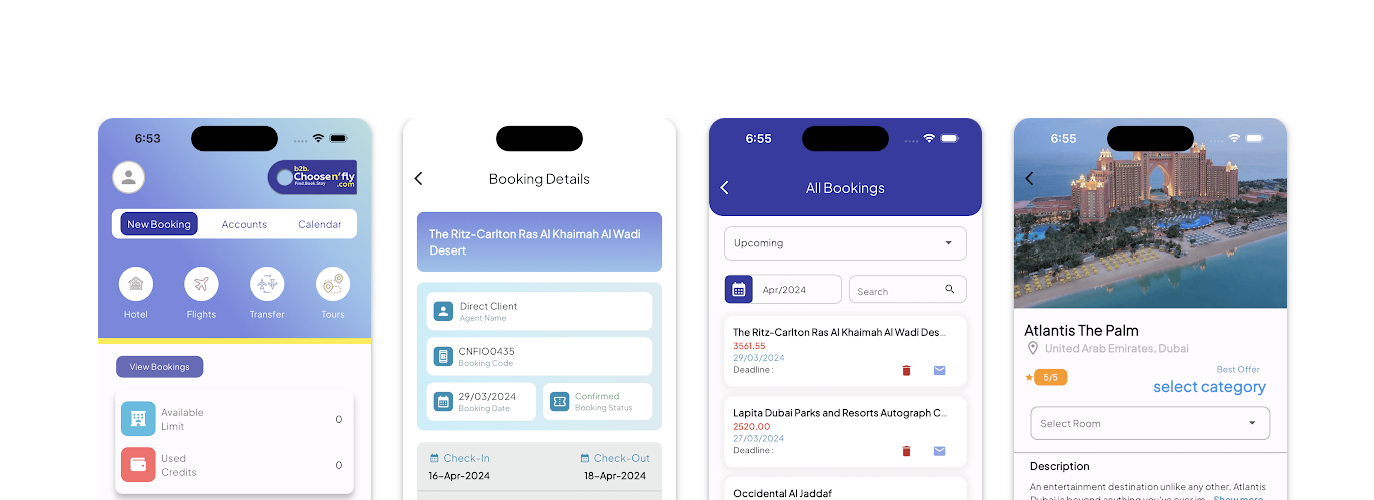 6:53
b2b.
Choosen'fly
Find.Book.Stay
.com
New Booking
Accounts
Calendar
Hotel
Flights
Transfer
Tours
View Bookings
Available
Limit
0
Used
Credits
0
Booking Details
The Ritz-Carlton Ras Al Khaimah Al Wadi
Desert
Direct Client
Agent Name
CNFIO0435
Booking Code
29/03/2024
Booking Date
Confirmed
Booking Status
Check-In
Check-Out
16-Apr-2024
18-Apr-2024
6:55
All Bookings
Upcoming
Apr/2024
Search
The Ritz-Carlton Ras Al Khaimah Al Wadi Des...
3561.55
29/03/2024
Deadline :
Lapita Dubai Parks and Resorts Autograph C...
2520.00
27/03/2024
Deadline :
Occidental Al Jaddaf
6:55
Atlantis The Palm
United Arab Emirates, Dubai
5/5
Best Offer
select category
Select Room
Description
An entertainment destination unlike any other, Atlantis
Dubai is beyond anything you've ever im... Show more